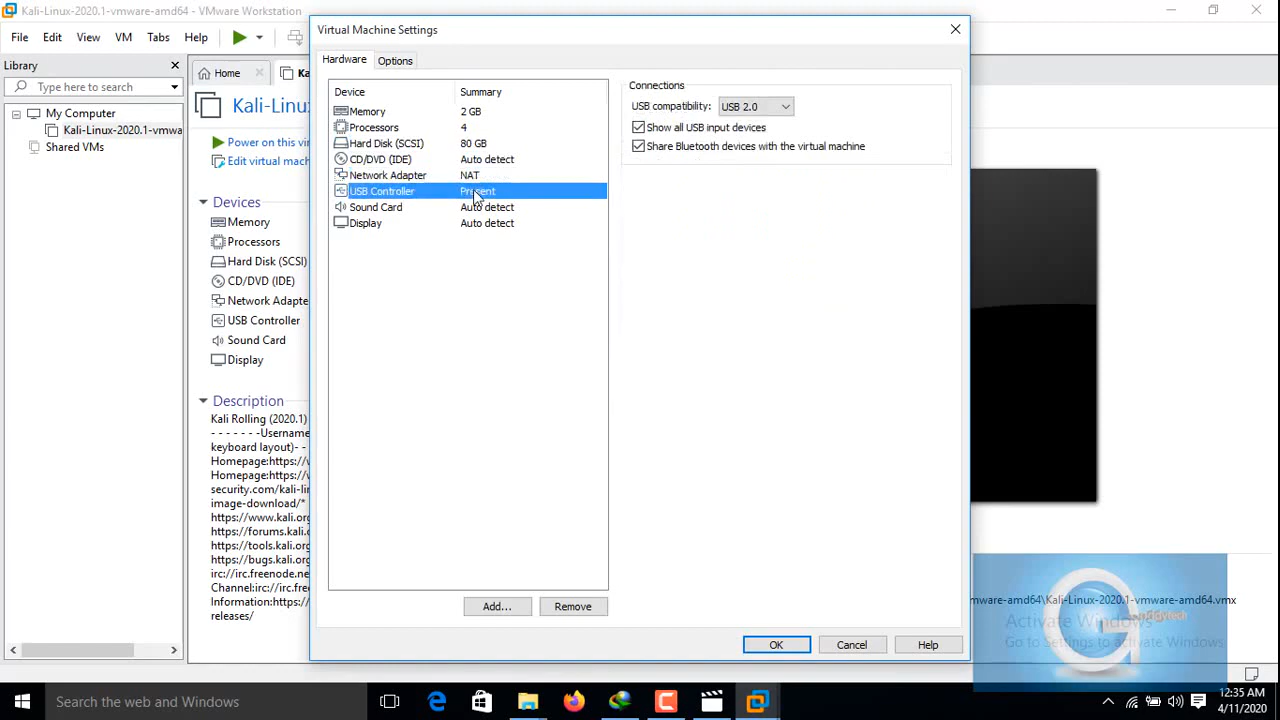 Kali-Linux-2020.1-vmware-amd64 - VMware Workstation
File Edit View VM Tabs Help
Library
Type here to search
My Computer
Kali-Linux-2020.1-vmwa
Shared VMs
Home
Ka
Kali-Linu
Power on this vi
Edit virtual mach
Devices
Memory
Processors
Hard Disk (SCSI)
CD/DVD (IDE)
Network Adapte
USB Controller
Sound Card
Display
Description
Kali Rolling (2020.1)
- - - - - - -Username
keyboard layout)- -
Homepage:https://w
Homepage:https://w
security.com/kali-lin
image-download/*
https://www.kali.org
https://forums.kali.o
https://tools.kali.org
https://bugs.kali.org
irc://irc.freenode.ne
Channel:irc://irc.free
Information:https://
releases/
Virtual Machine Settings
Hardware Options
Device Summary
Memory 2 GB
Processors 4
Hard Disk (SCSI) 80 GB
CD/DVD (IDE) Auto detect
Network Adapter NAT
USB Controller Present
Sound Card Auto detect
Display Auto detect
Add... Remove
Connections
USB compatibility: USB 2.0
Show all USB input devices
Share Bluetooth devices with the virtual machine
OK Cancel Help
mware-amd64\Kali-Linux-2020.1-vmware-amd64.vmx
Activate Windows
Go to Settings to activate Windows
Search the web and Windows
12:35 AM
4/11/2020